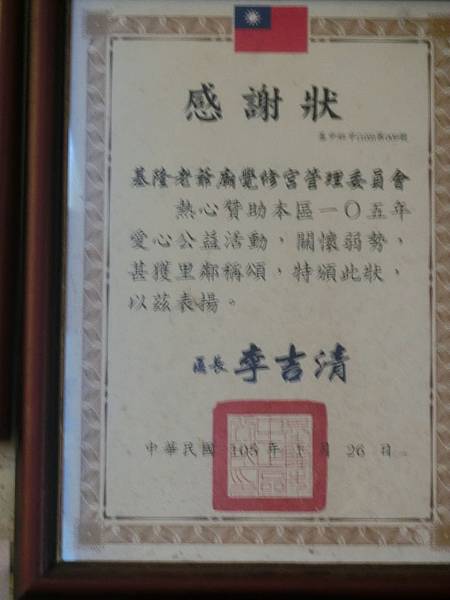 感謝狀
基隆老爺廟覺修宮管理委員會
熱心贊助本區一〇五年
愛心公益活動，關懷弱勢，
甚獲里鄰稱頌，特頒此狀，
以茲表揚。
區長 李吉清
中華民國 105 年 1 月 26 日